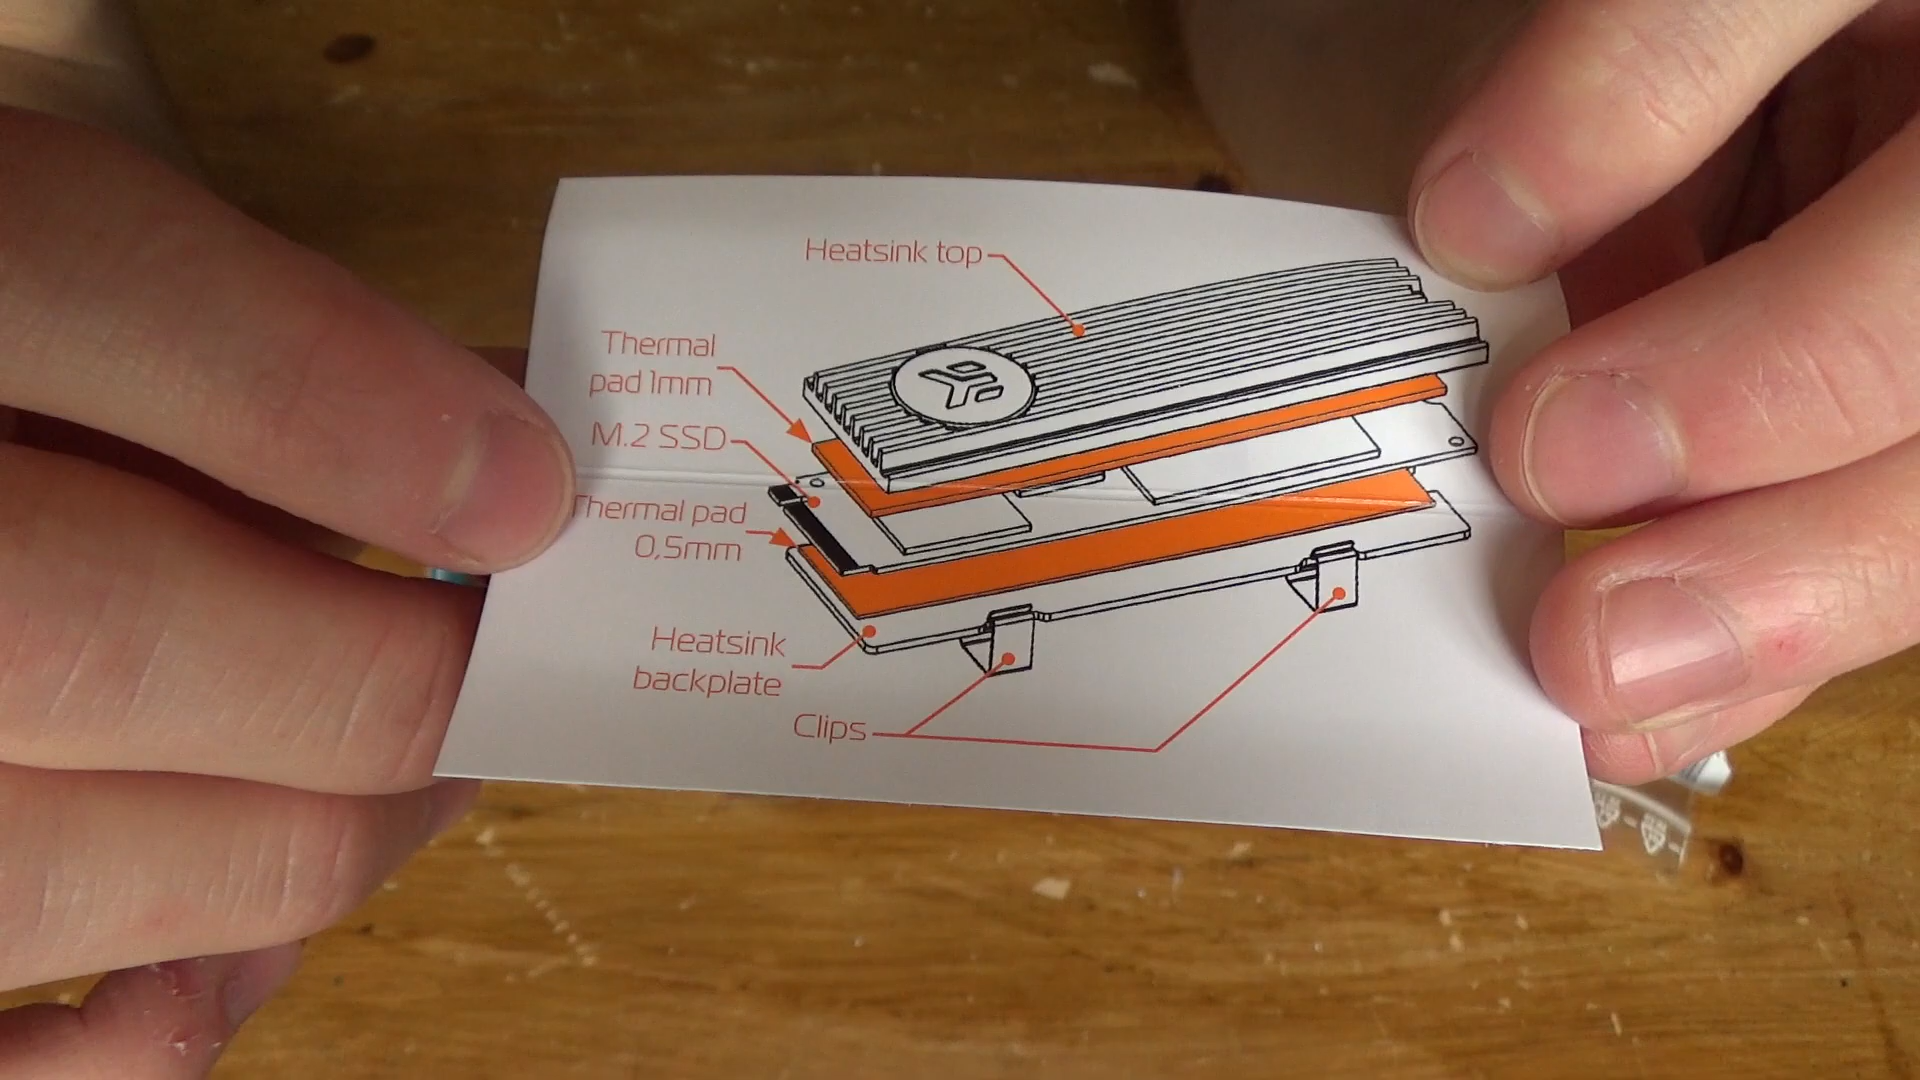 Heatsink top
Thermal
pad 1mm
M.2 SSD
Thermal pad
0,5mm
Heatsink
backplate
Clips